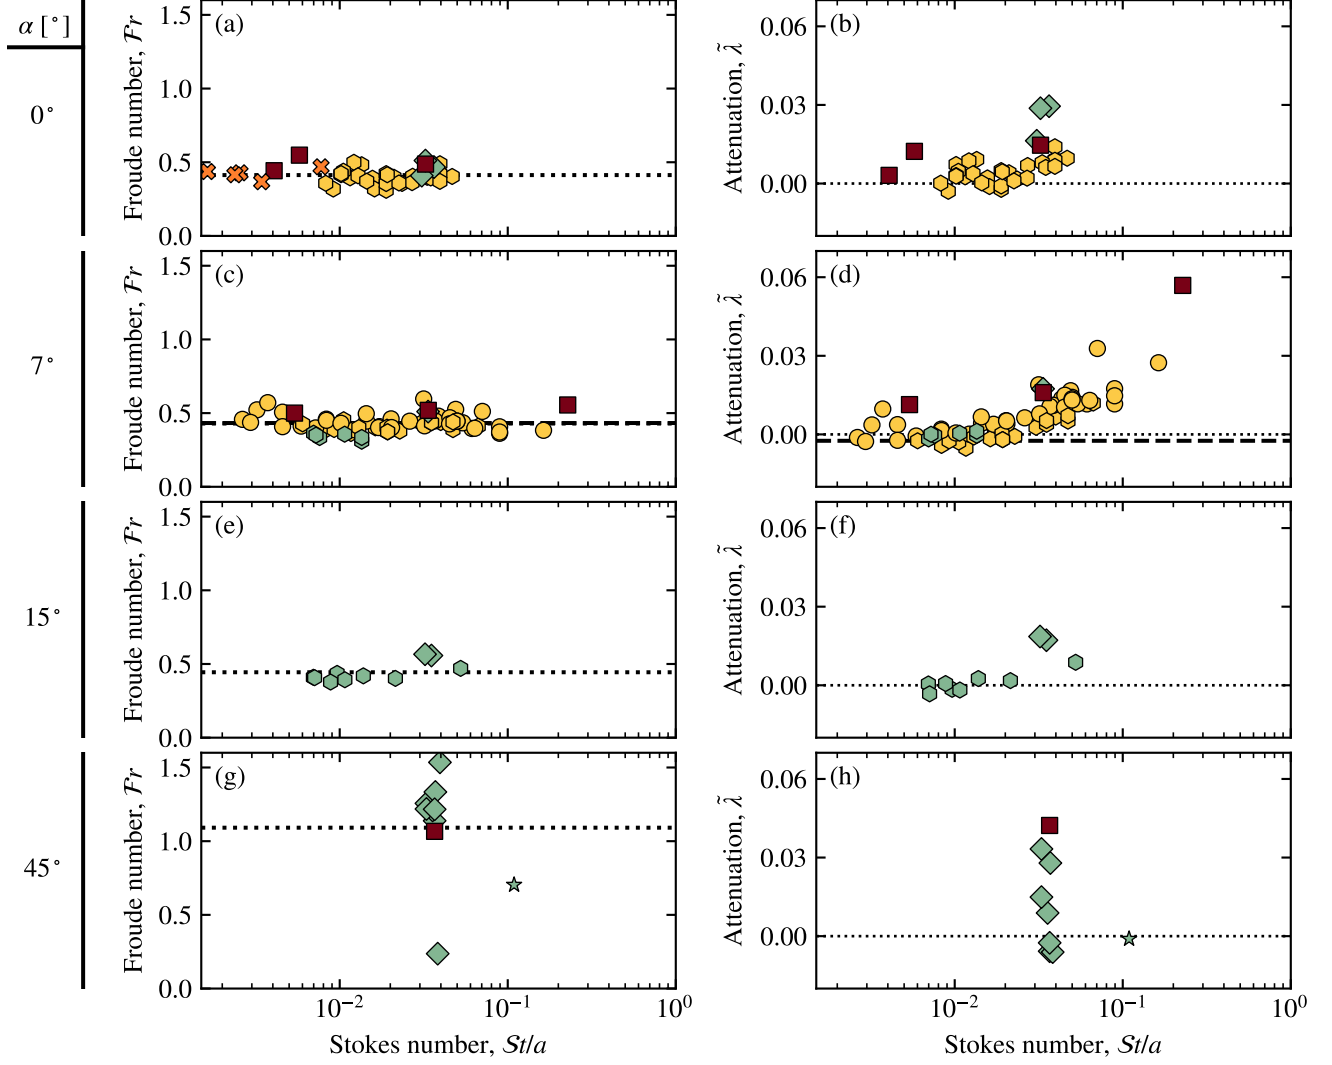 α [°]
0°
7°
15°
45°
(a)
Froude number, Fr
1.5
1.0
0.5
0.0
(b)
Attenuation, λ̃
0.06
0.03
0.00
(c)
Froude number, Fr
1.5
1.0
0.5
0.0
(d)
Attenuation, λ̃
0.06
0.03
0.00
(e)
Froude number, Fr
1.5
1.0
0.5
0.0
(f)
Attenuation, λ̃
0.06
0.03
0.00
(g)
Froude number, Fr
1.5
1.0
0.5
0.0
10⁻² 10⁻¹ 10⁰
Stokes number, St/a
(h)
Attenuation, λ̃
0.06
0.03
0.00
10⁻² 10⁻¹ 10⁰
Stokes number, St/a